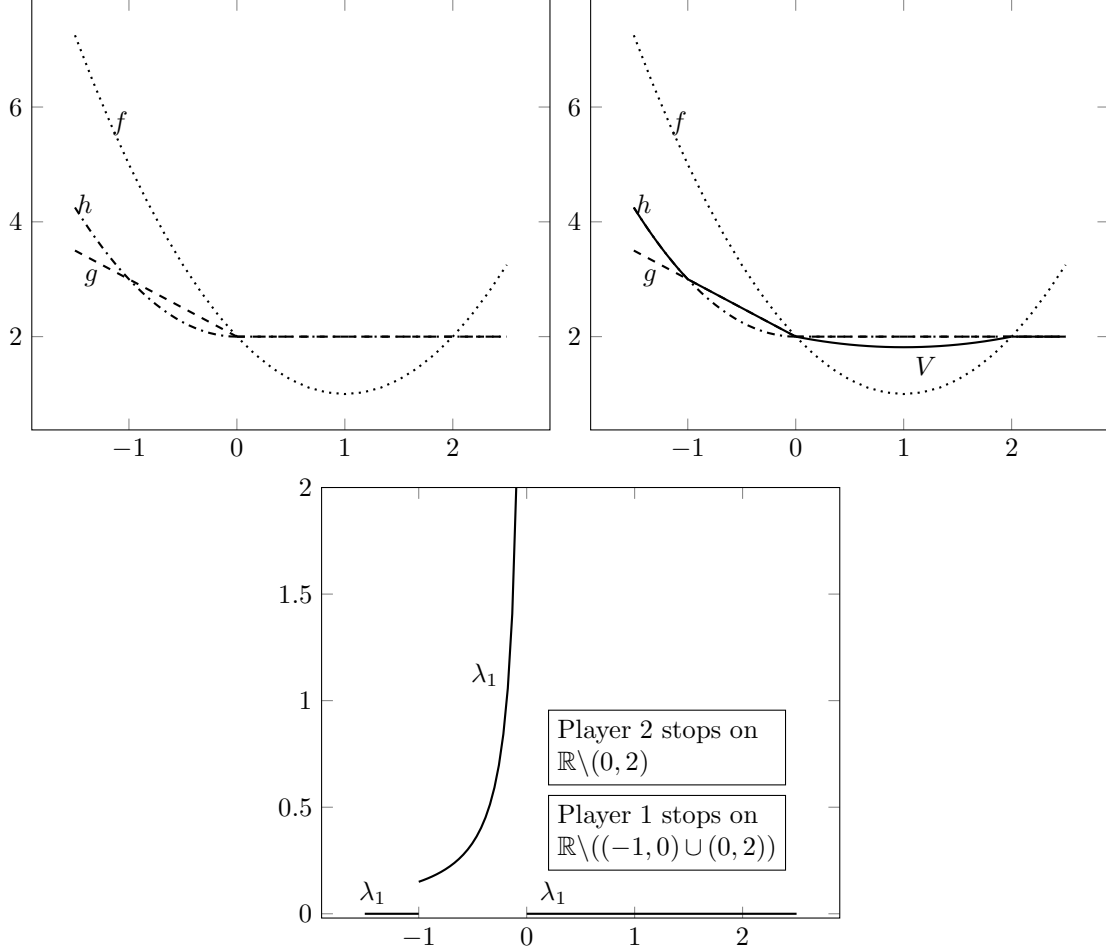 6
4
2
−1 0 1 2
f
h
g
6
4
2
−1 0 1 2
f
h
g
V
2
1.5
1
0.5
0
−1 0 1 2
λ₁
Player 2 stops on
ℝ\(0, 2)
Player 1 stops on
ℝ\((−1, 0) ∪ (0, 2))
λ₁
λ₁